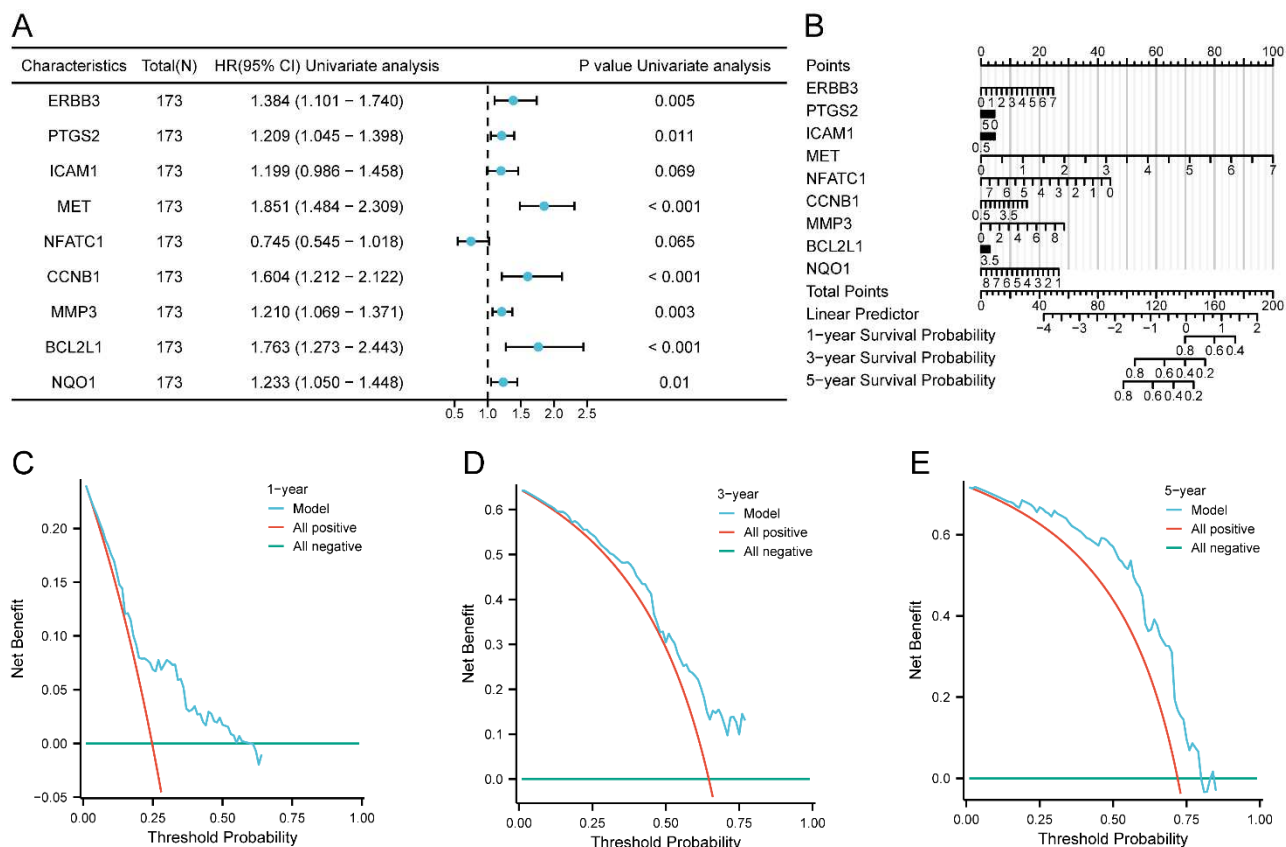 A
Characteristics Total(N) HR(95% CI) Univariate analysis P value Univariate analysis
ERBB3 173 1.384 (1.101 − 1.740) 0.005
PTGS2 173 1.209 (1.045 − 1.398) 0.011
ICAM1 173 1.199 (0.986 − 1.458) 0.069
MET 173 1.851 (1.484 − 2.309) < 0.001
NFATC1 173 0.745 (0.545 − 1.018) 0.065
CCNB1 173 1.604 (1.212 − 2.122) < 0.001
MMP3 173 1.210 (1.069 − 1.371) 0.003
BCL2L1 173 1.763 (1.273 − 2.443) < 0.001
NQO1 173 1.233 (1.050 − 1.448) 0.01
0.5 1.0 1.5 2.0 2.5
B
0 20 40 60 80 100
Points
ERBB3
0 1 2 3 4 5 6 7
PTGS2
5 0
ICAM1
0.5
MET
0 1 2 3 4 5 6 7
NFATC1
7 6 5 4 3 2 1 0
CCNB1
0.5 3.5
MMP3
0 2 4 6 8
BCL2L1
3.5
NQO1
8 7 6 5 4 3 2 1
Total Points
0 40 80 120 160 200
Linear Predictor
−4 −3 −2 −1 0 1 2
1−year Survival Probability
0.8 0.6 0.4
3−year Survival Probability
0.8 0.6 0.4 0.2
5−year Survival Probability
0.8 0.6 0.4 0.2
C
1−year
Model
All positive
All negative
Net Benefit
0.20
0.15
0.10
0.05
0.00
−0.05
0.00 0.25 0.50 0.75 1.00
Threshold Probability
D
3−year
Model
All positive
All negative
Net Benefit
0.6
0.5
0.4
0.3
0.2
0.1
0.0
0.00 0.25 0.50 0.75 1.00
Threshold Probability
E
5−year
Model
All positive
All negative
Net Benefit
0.6
0.4
0.2
0.0
0.00 0.25 0.50 0.75 1.00
Threshold Probability